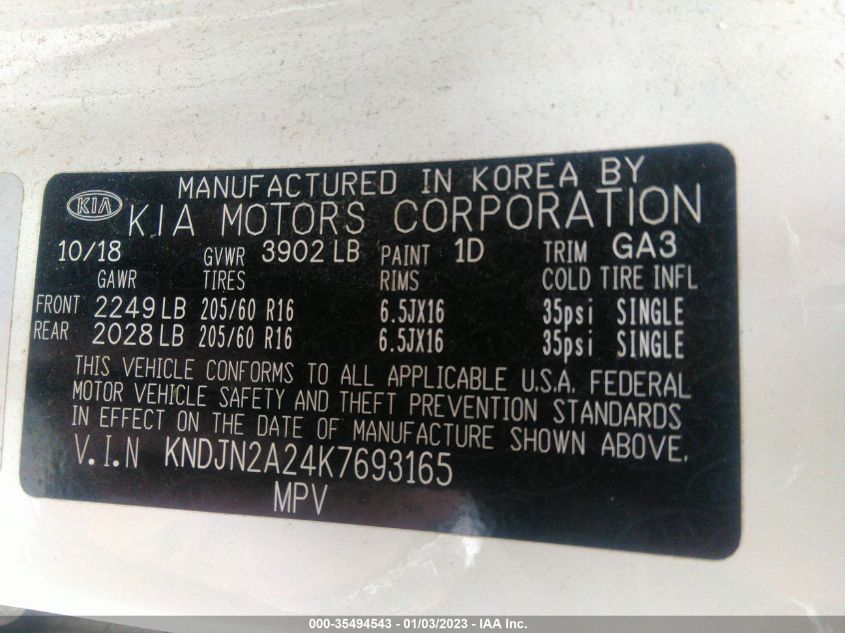 MANUFACTURED IN KOREA BY
KIA KIA MOTORS CORPORATION
10/18 GVWR 3902 LB PAINT 1D TRIM GA3
GAWR TIRES RIMS COLD TIRE INFL
FRONT 2249 LB 205/60 R16 6.5JX16 35psi SINGLE
REAR 2028 LB 205/60 R16 6.5JX16 35psi SINGLE
THIS VEHICLE CONFORMS TO ALL APPLICABLE U.S.A. FEDERAL
MOTOR VEHICLE SAFETY AND THEFT PREVENTION STANDARDS
IN EFFECT ON THE DATE OF MANUFACTURE SHOWN ABOVE.
V.I.N KNDJN2A24K7693165
MPV
000-35494543 - 01/03/2023 - IAA Inc.